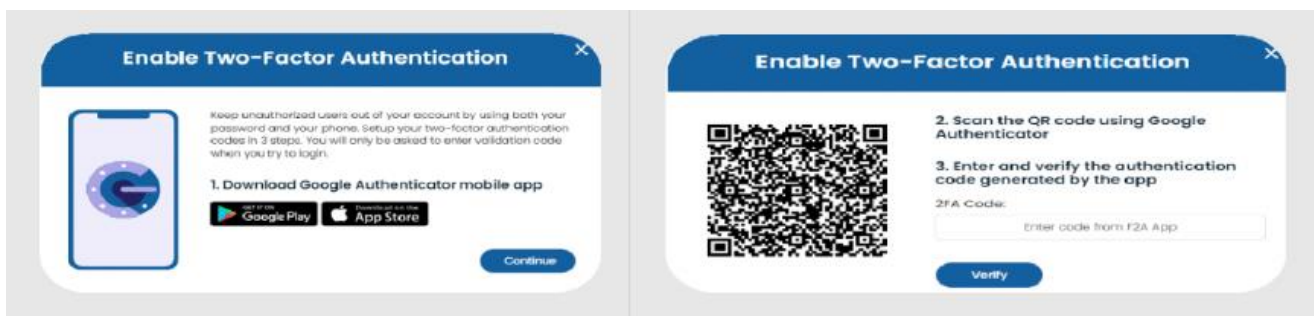 Enable Two-Factor Authentication
Keep unauthorized users out of your account by using both your
password and your phone. Setup your two-factor authentication
codes in 3 steps. You will only be asked to enter validation code
when you try to login.
1. Download Google Authenticator mobile app
GET IT ON
Google Play
Download on the
App Store
Continue
Enable Two-Factor Authentication
2. Scan the QR code using Google
Authenticator
3. Enter and verify the authentication
code generated by the app
2FA Code:
Enter code from F2A App
Verify